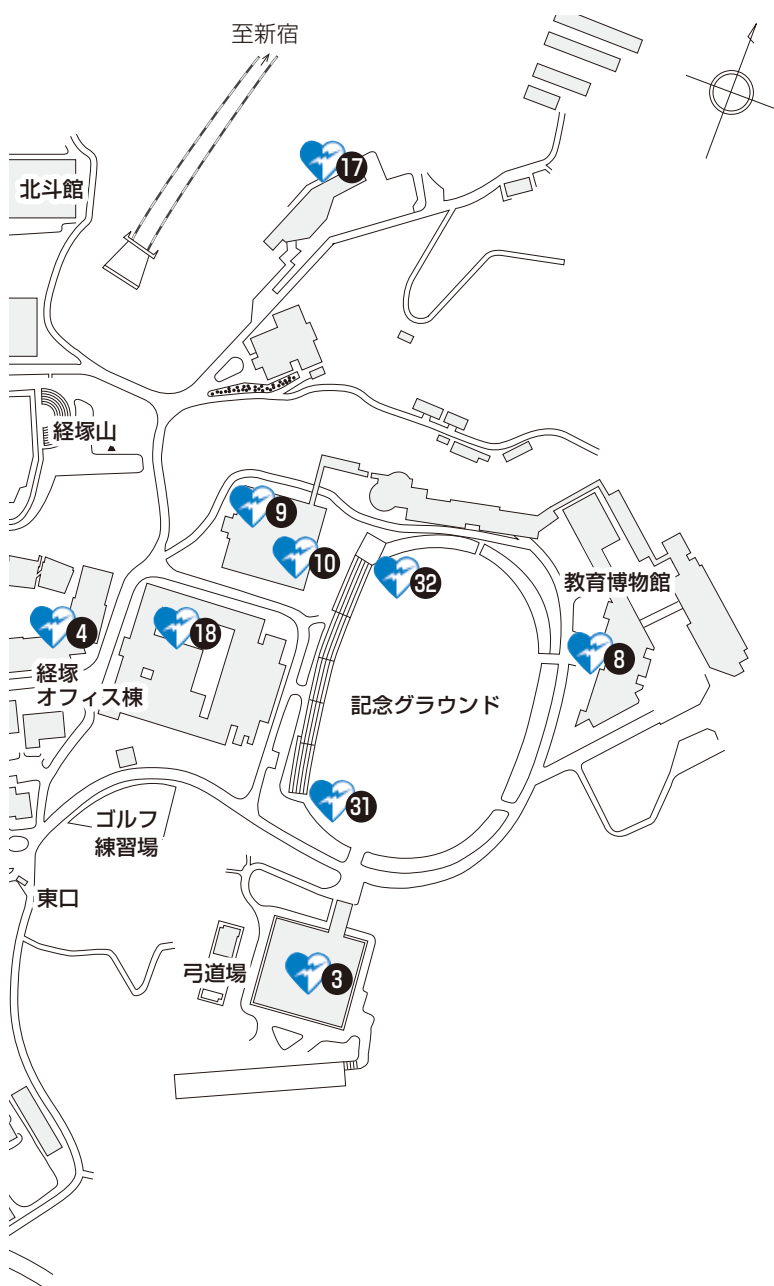 至新宿
17
北斗館
経塚山
9
10
32
教育博物館
4
18
8
経塚
オフィス棟
記念グラウンド
31
ゴルフ
練習場
東口
弓道場
3